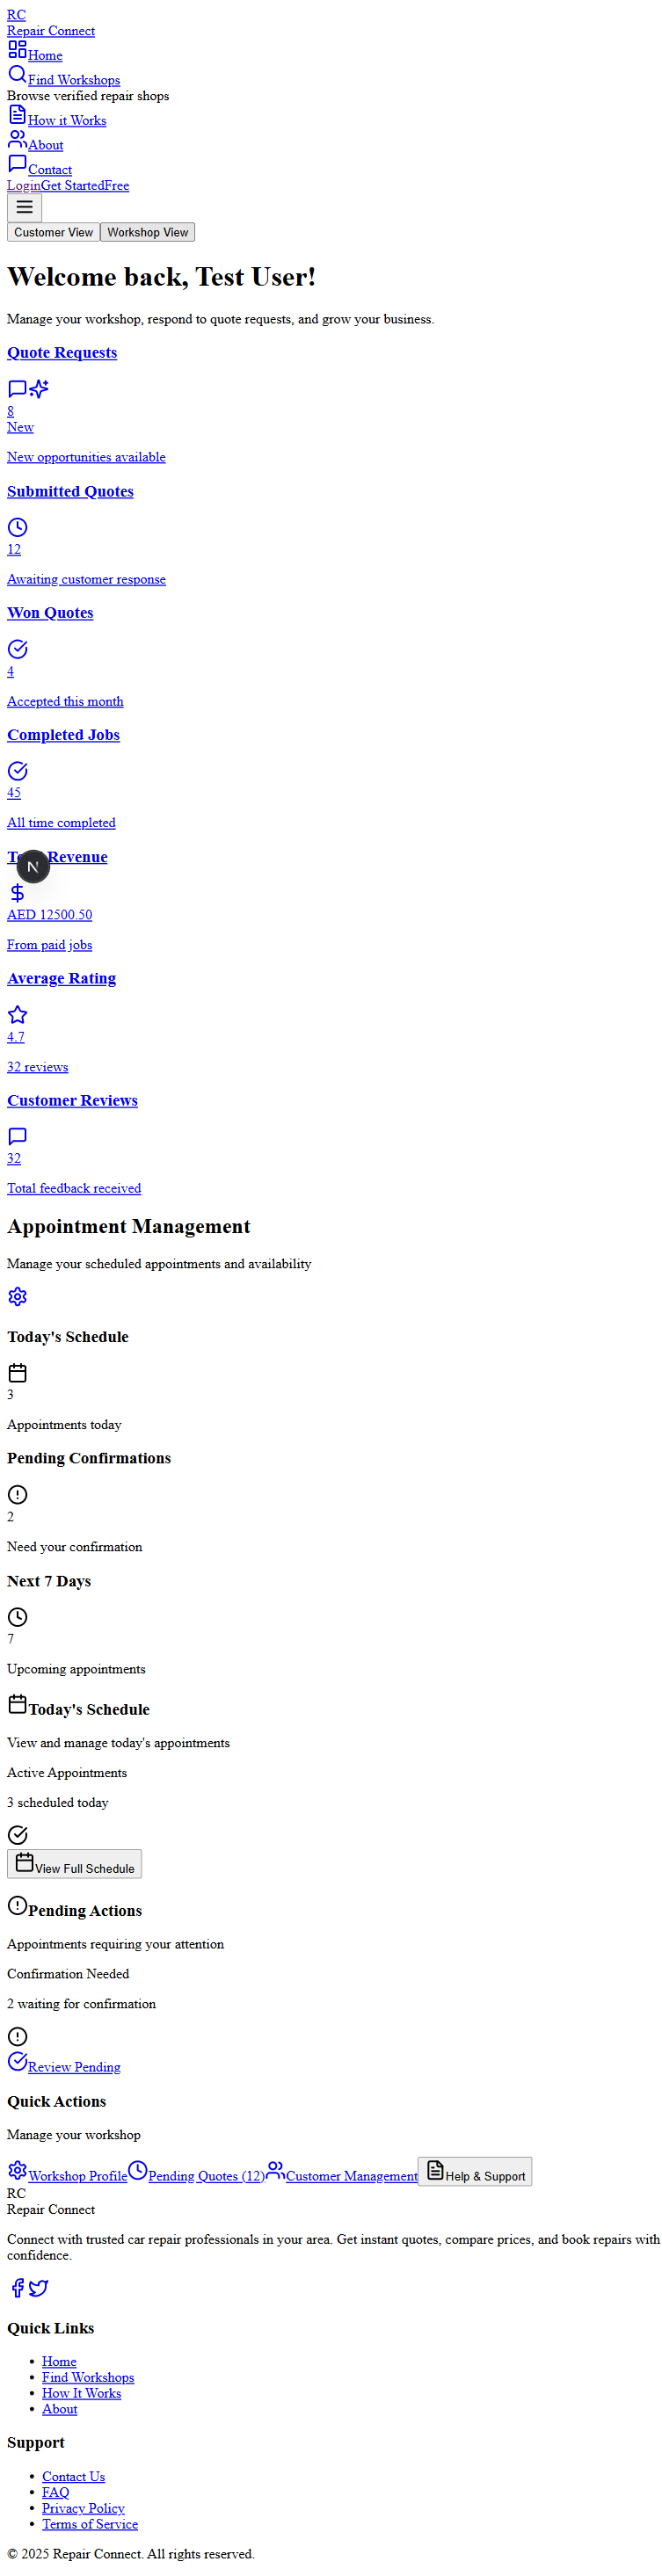 RC
Repair Connect
Home
Find Workshops
Browse verified repair shops
How it Works
About
Contact
LoginGet StartedFree
Customer View Workshop View
Welcome back, Test User!
Manage your workshop, respond to quote requests, and grow your business.
Quote Requests
8
New
New opportunities available
Submitted Quotes
12
Awaiting customer response
Won Quotes
4
Accepted this month
Completed Jobs
45
All time completed
Revenue
N
AED 12500.50
From paid jobs
Average Rating
4.7
32 reviews
Customer Reviews
32
Total feedback received
Appointment Management
Manage your scheduled appointments and availability
Today's Schedule
3
Appointments today
Pending Confirmations
2
Need your confirmation
Next 7 Days
7
Upcoming appointments
Today's Schedule
View and manage today's appointments
Active Appointments
3 scheduled today
View Full Schedule
Pending Actions
Appointments requiring your attention
Confirmation Needed
2 waiting for confirmation
Review Pending
Quick Actions
Manage your workshop
Workshop Profile Pending Quotes (12) Customer Management Help & Support
RC
Repair Connect
Connect with trusted car repair professionals in your area. Get instant quotes, compare prices, and book repairs with
confidence.
Quick Links
• Home
• Find Workshops
• How It Works
• About
Support
• Contact Us
• FAQ
• Privacy Policy
• Terms of Service
© 2025 Repair Connect. All rights reserved.